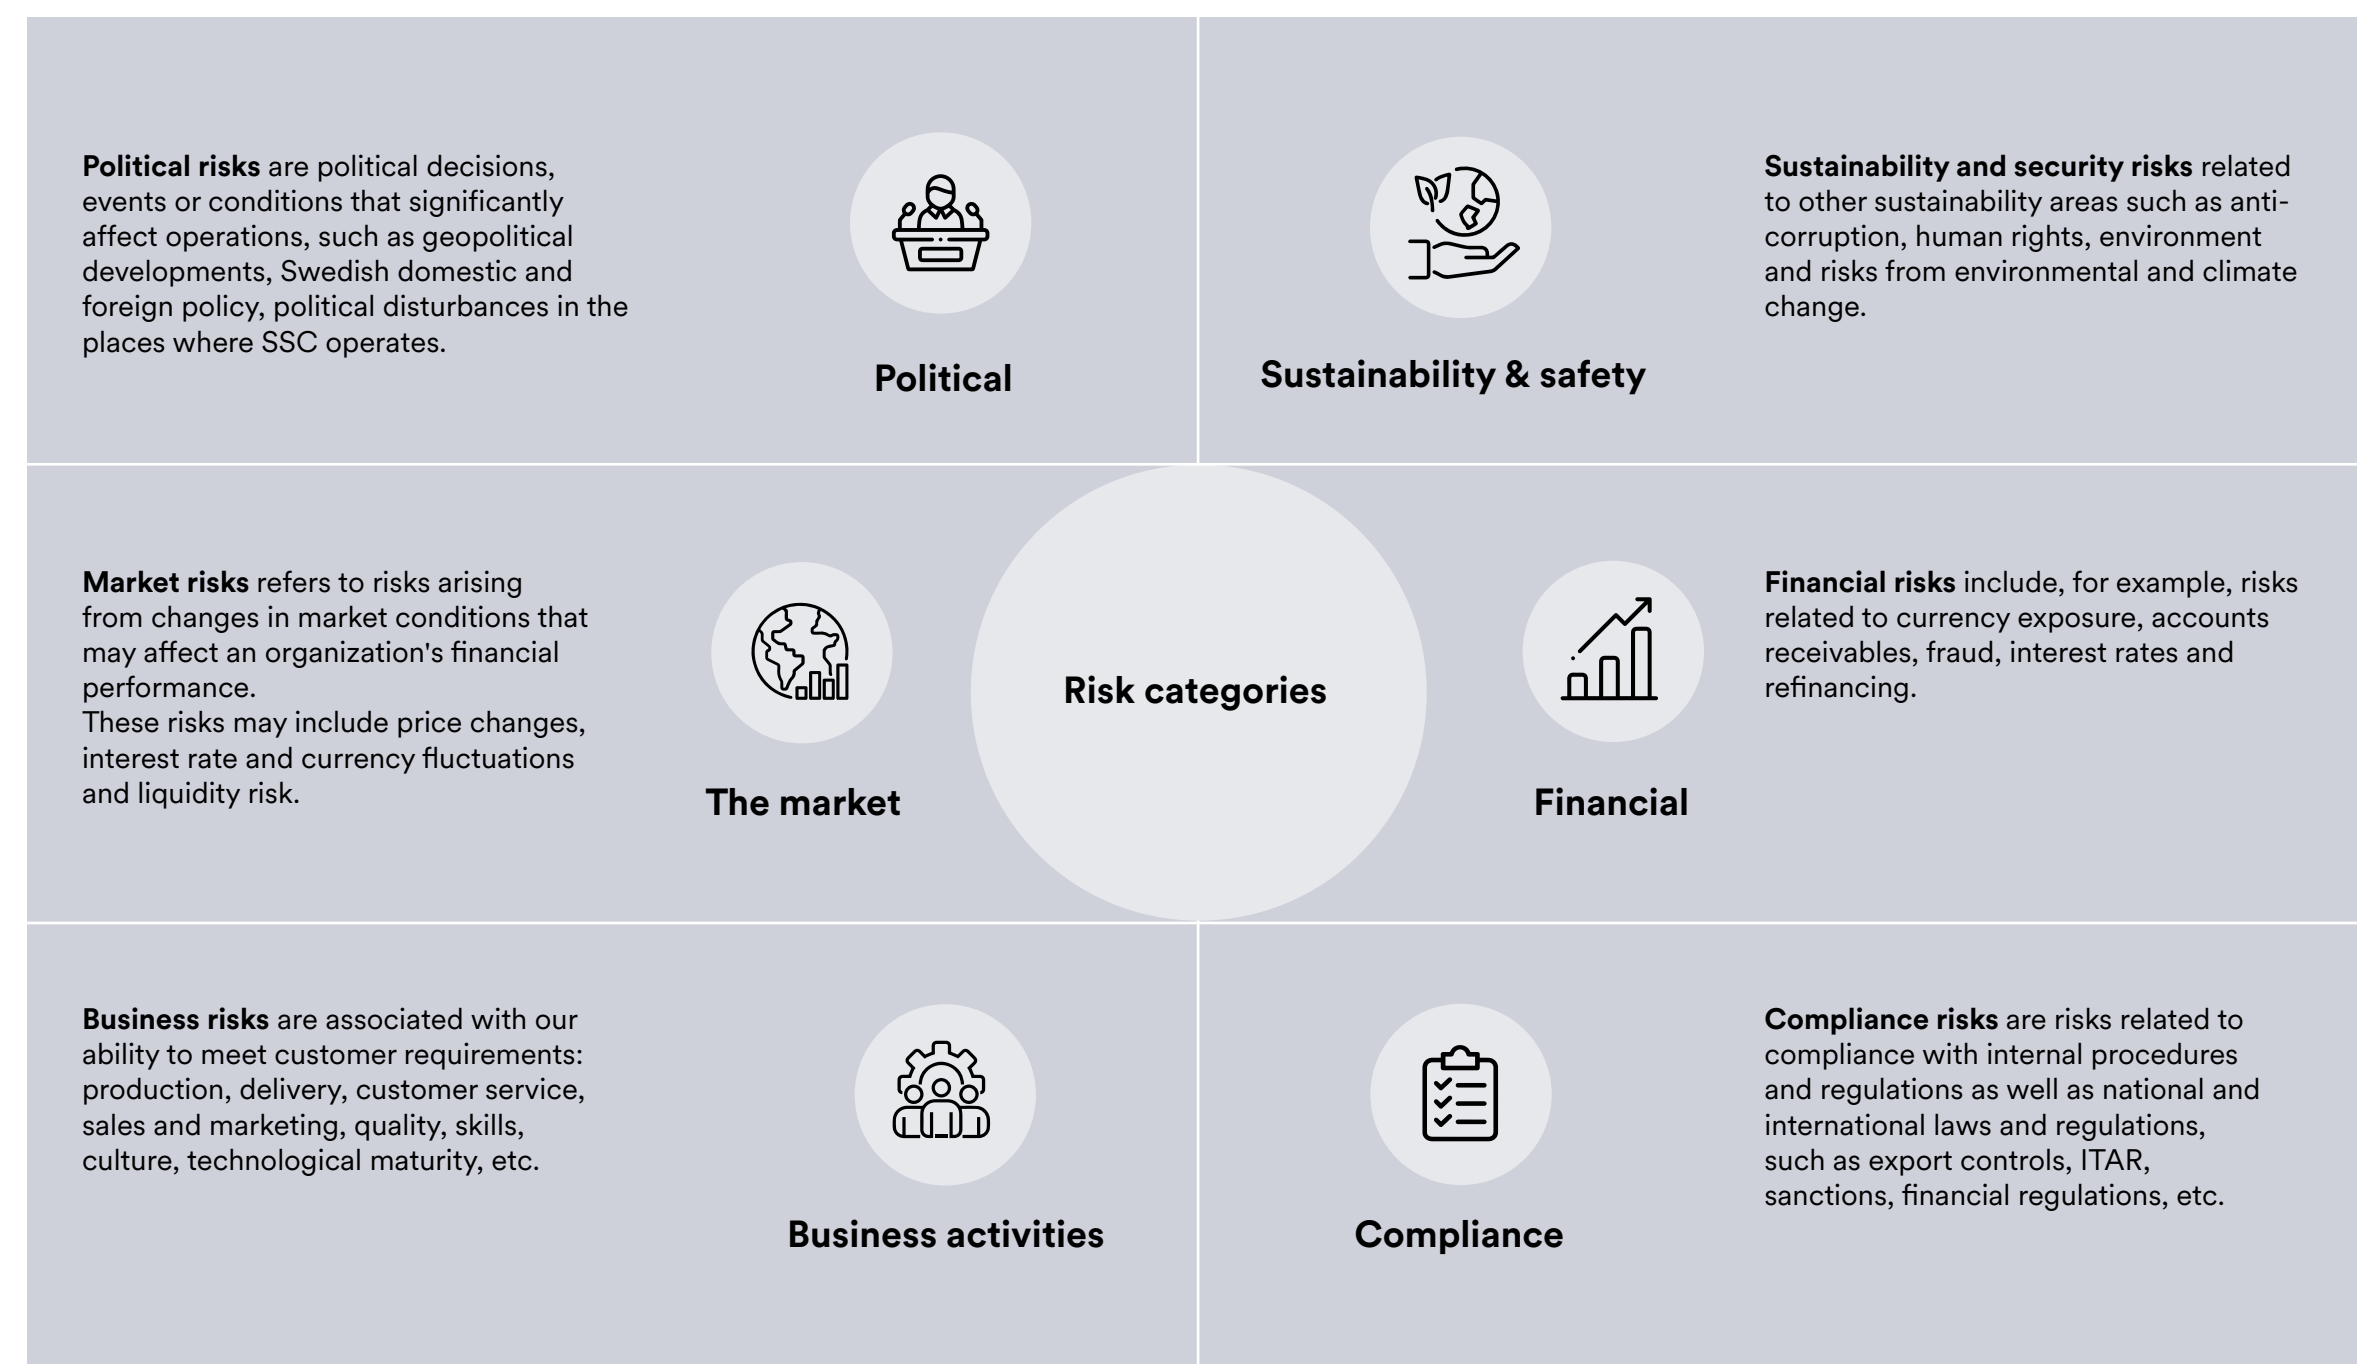 Political risks are political decisions,
events or conditions that significantly
affect operations, such as geopolitical
developments, Swedish domestic and
foreign policy, political disturbances in the
places where SSC operates.
Political
Sustainability & safety
Sustainability and security risks related
to other sustainability areas such as anti-
corruption, human rights, environment
and risks from environmental and climate
change.
Market risks refers to risks arising
from changes in market conditions that
may affect an organization's financial
performance.
These risks may include price changes,
interest rate and currency fluctuations
and liquidity risk.
The market
Risk categories
Financial
Financial risks include, for example, risks
related to currency exposure, accounts
receivables, fraud, interest rates and
refinancing.
Business risks are associated with our
ability to meet customer requirements:
production, delivery, customer service,
sales and marketing, quality, skills,
culture, technological maturity, etc.
Business activities
Compliance
Compliance risks are risks related to
compliance with internal procedures
and regulations as well as national and
international laws and regulations,
such as export controls, ITAR,
sanctions, financial regulations, etc.